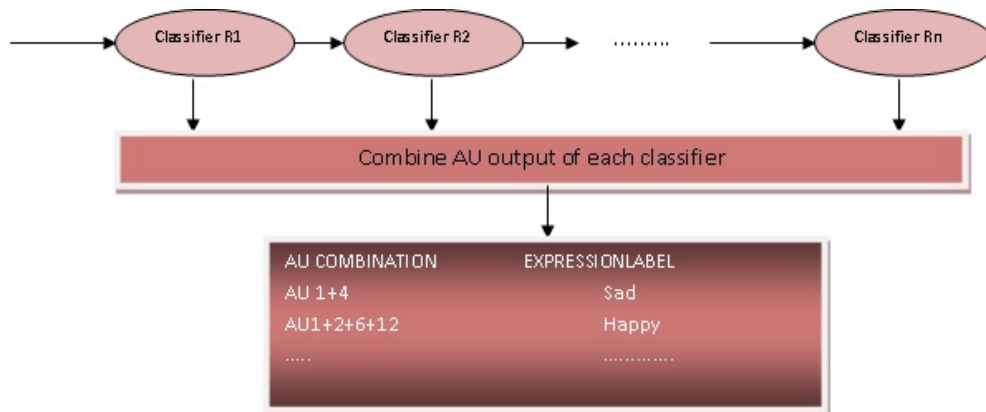 Classifier R1
Classifier R2
.........
Classifier Rn
Combine AU output of each classifier
AU COMBINATION EXPRESSIONLABEL
AU 1+4 Sad
AU1+2+6+12 Happy
..... .............